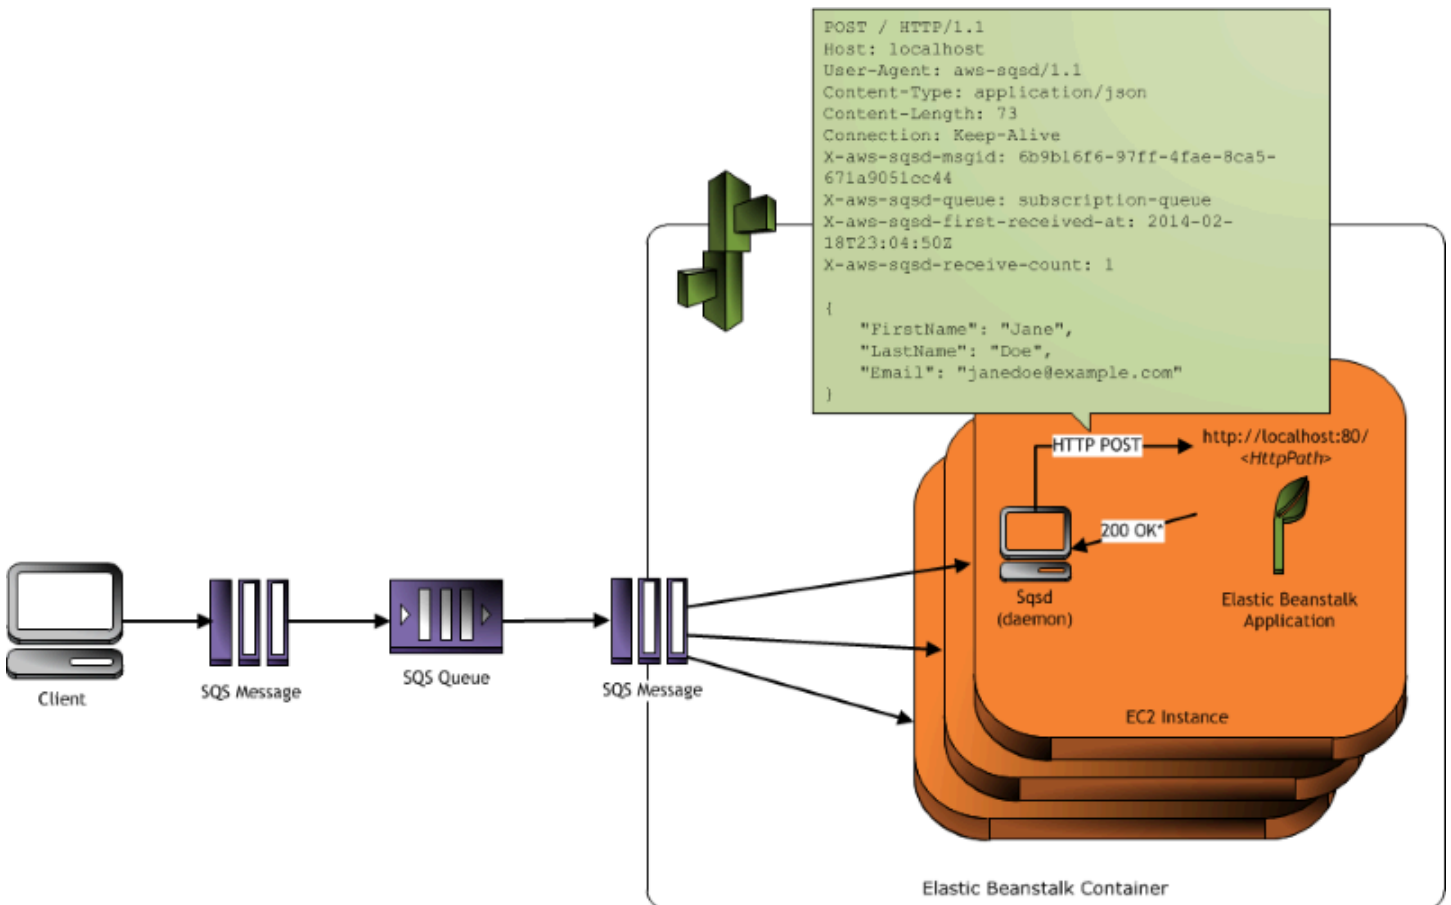 POST / HTTP/1.1
Host: localhost
User-Agent: aws-sqsd/1.1
Content-Type: application/json
Content-Length: 73
Connection: Keep-Alive
X-aws-sqsd-msgid: 6b9b16f6-97ff-4fae-8ca5-
671a9051cc44
X-aws-sqsd-queue: subscription-queue
X-aws-sqsd-first-received-at: 2014-02-
18T23:04:50Z
X-aws-sqsd-receive-count: 1
{
"FirstName": "Jane",
"LastName": "Doe",
"Email": "janedoe@example.com"
}
HTTP POST
http://localhost:80/
<HttpPath>
200 OK*
Sqsd
(daemon)
Elastic Beanstalk
Application
EC2 Instance
Client
SQS Message
SQS Queue
SQS Message
Elastic Beanstalk Container